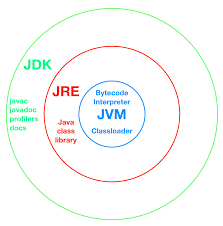 JDK
javac
javadoc
profilers
docs
JRE
Java
class
library
Bytecode
Interpreter
JVM
Classloader